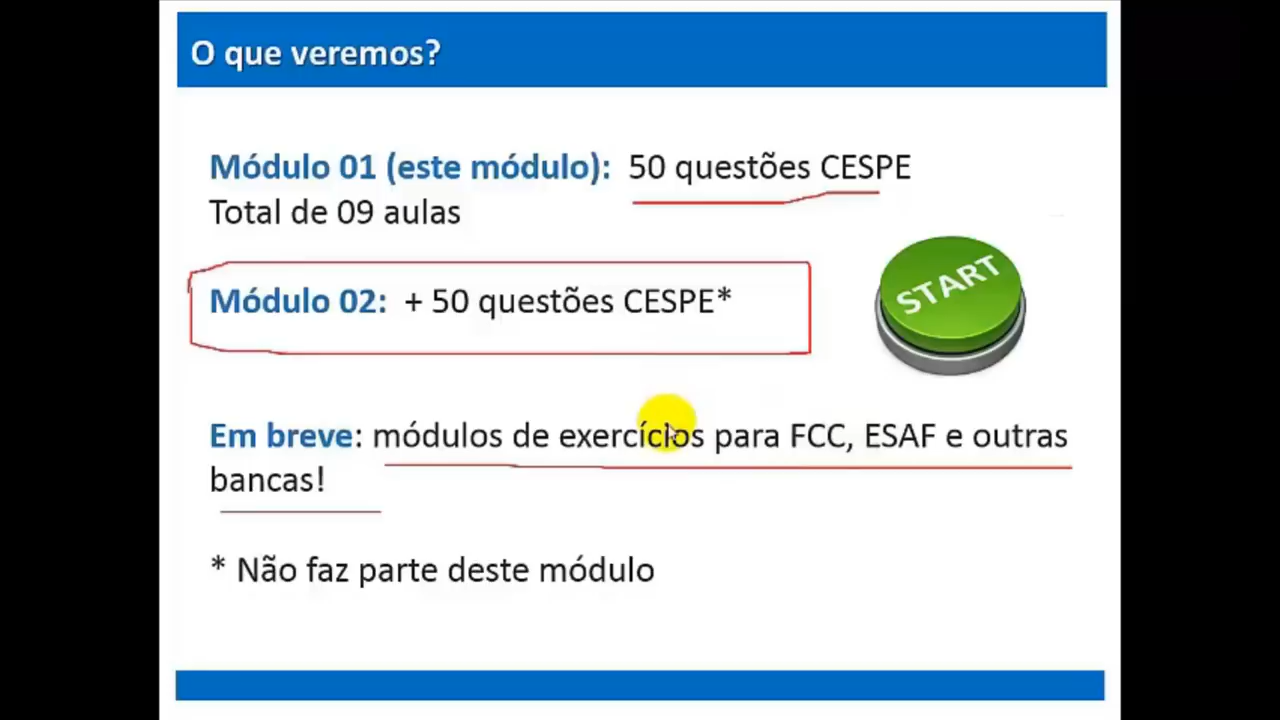 O que veremos?
Módulo 01 (este módulo): 50 questões CESPE
Total de 09 aulas
Módulo 02: + 50 questões CESPE*
START
Em breve: módulos de exercícios para FCC, ESAF e outras
bancas!
* Não faz parte deste módulo